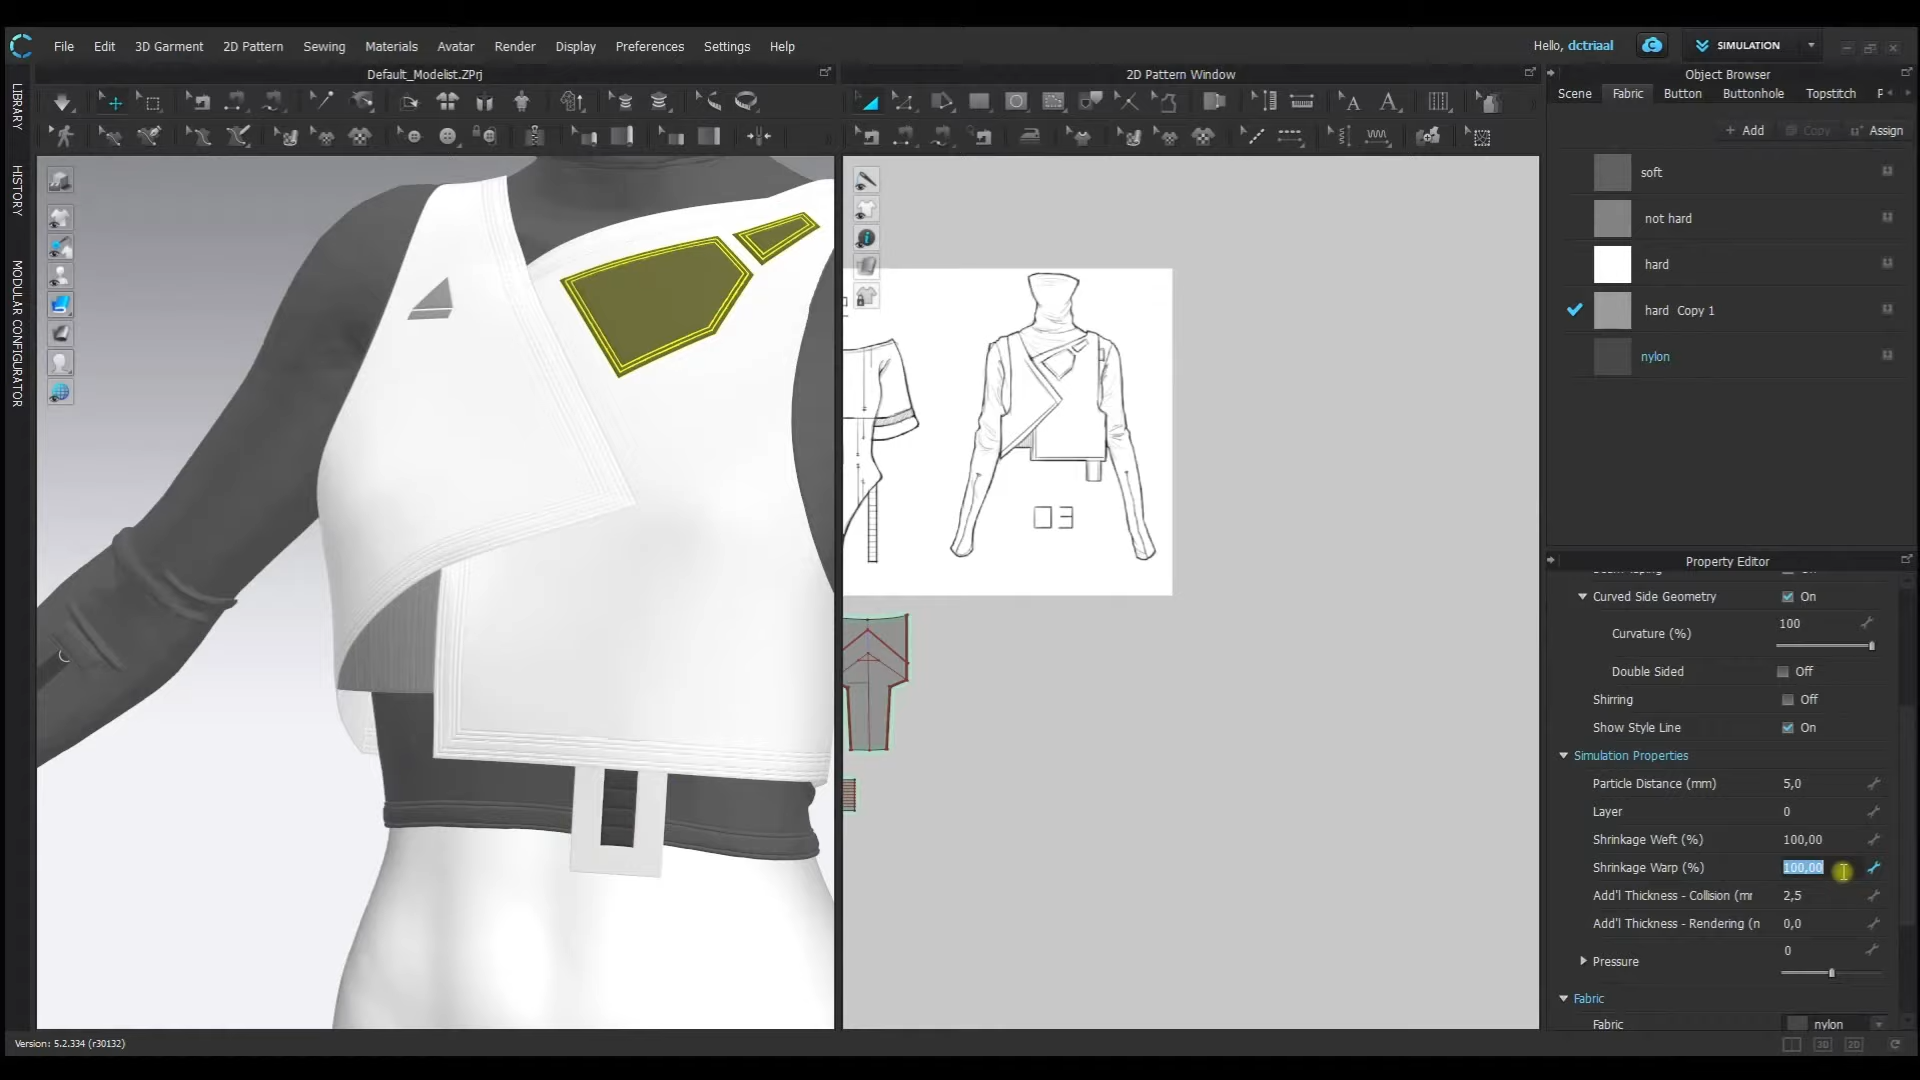 File Edit 3D Garment 2D Pattern Sewing Materials Avatar Render Display Preferences Settings Help
Hello, dctriaal
SIMULATION
Default_Modelist.ZPrj
2D Pattern Window
Object Browser
Scene Fabric Button Buttonhole Topstitch P
+ Add Copy Assign
LIBRARY
HISTORY
MODULAR CONFIGURATOR
soft
not hard
hard
hard Copy 1
nylon
03
Property Editor
Curved Side Geometry On
Curvature (%) 100
Double Sided Off
Shirring Off
Show Style Line On
Simulation Properties
Particle Distance (mm) 5,0
Layer 0
Shrinkage Weft (%) 100,00
Shrinkage Warp (%) 100,00
Add'l Thickness - Collision (mr 2,5
Add'l Thickness - Rendering (n 0,0
Pressure 0
Fabric
Fabric nylon
Version: 5.2.334 (r30132)
3D 2D